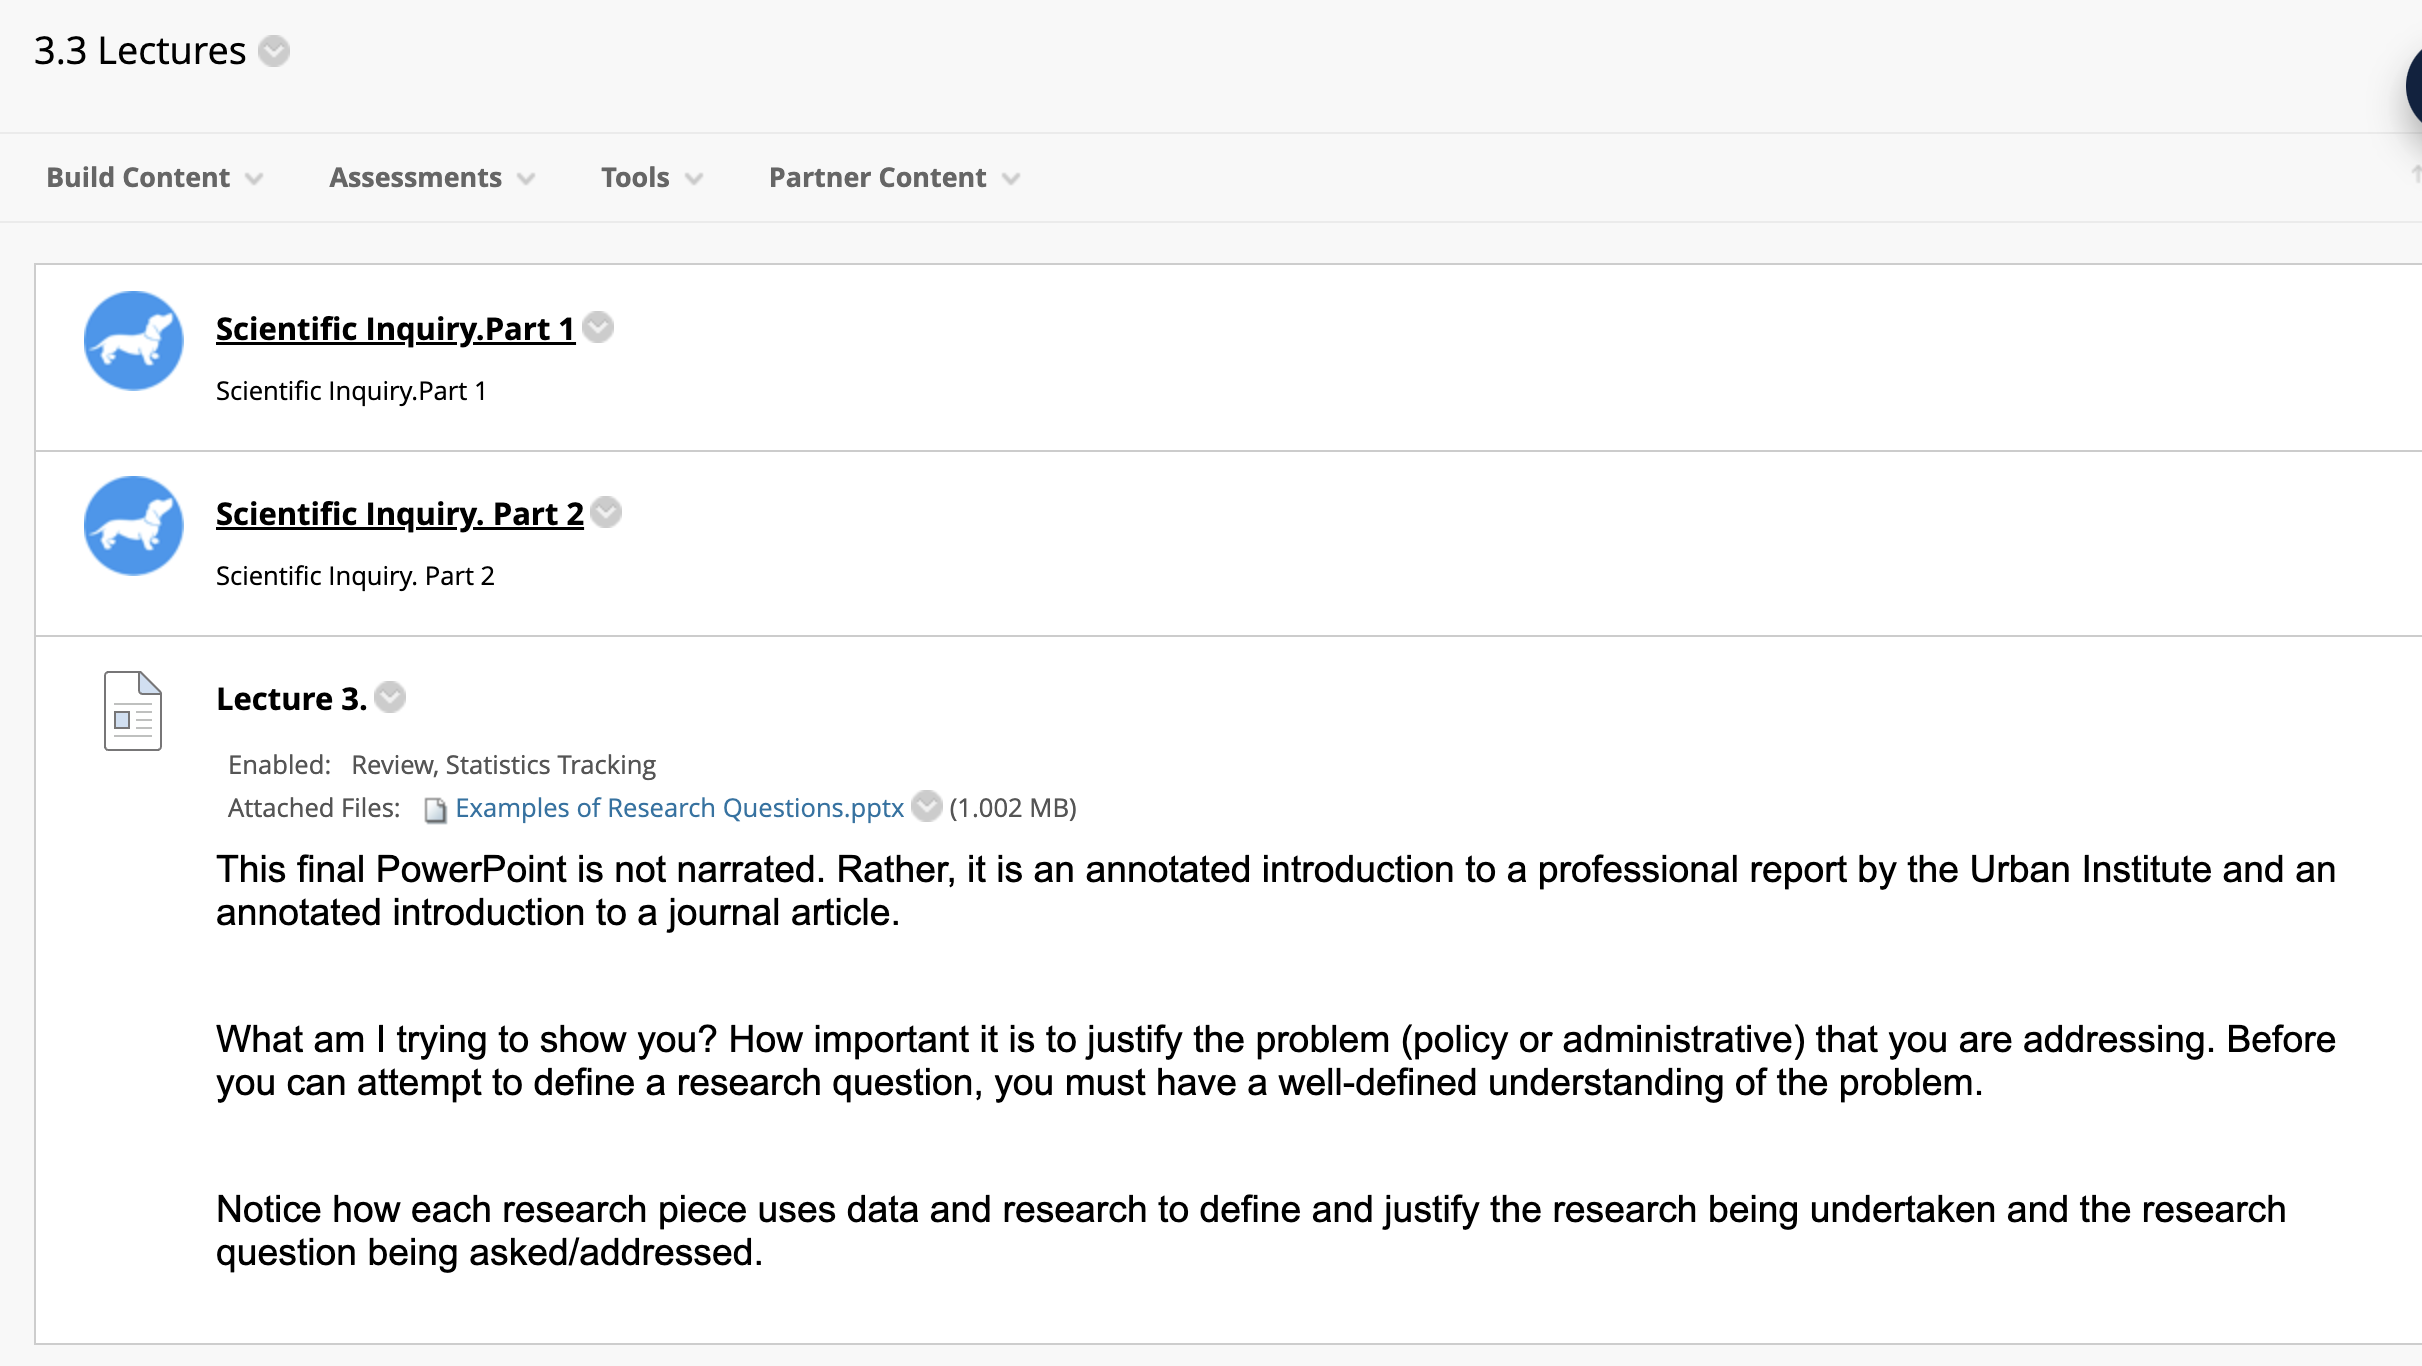 3.3 Lectures
Build Content
Assessments
Tools
Partner Content
Scientific Inquiry.Part 1
Scientific Inquiry.Part 1
Scientific Inquiry. Part 2
Scientific Inquiry. Part 2
Lecture 3.
Enabled: Review, Statistics Tracking
Attached Files: Examples of Research Questions.pptx (1.002 MB)
This final PowerPoint is not narrated. Rather, it is an annotated introduction to a professional report by the Urban Institute and an
annotated introduction to a journal article.
What am I trying to show you? How important it is to justify the problem (policy or administrative) that you are addressing. Before
you can attempt to define a research question, you must have a well-defined understanding of the problem.
Notice how each research piece uses data and research to define and justify the research being undertaken and the research
question being asked/addressed.